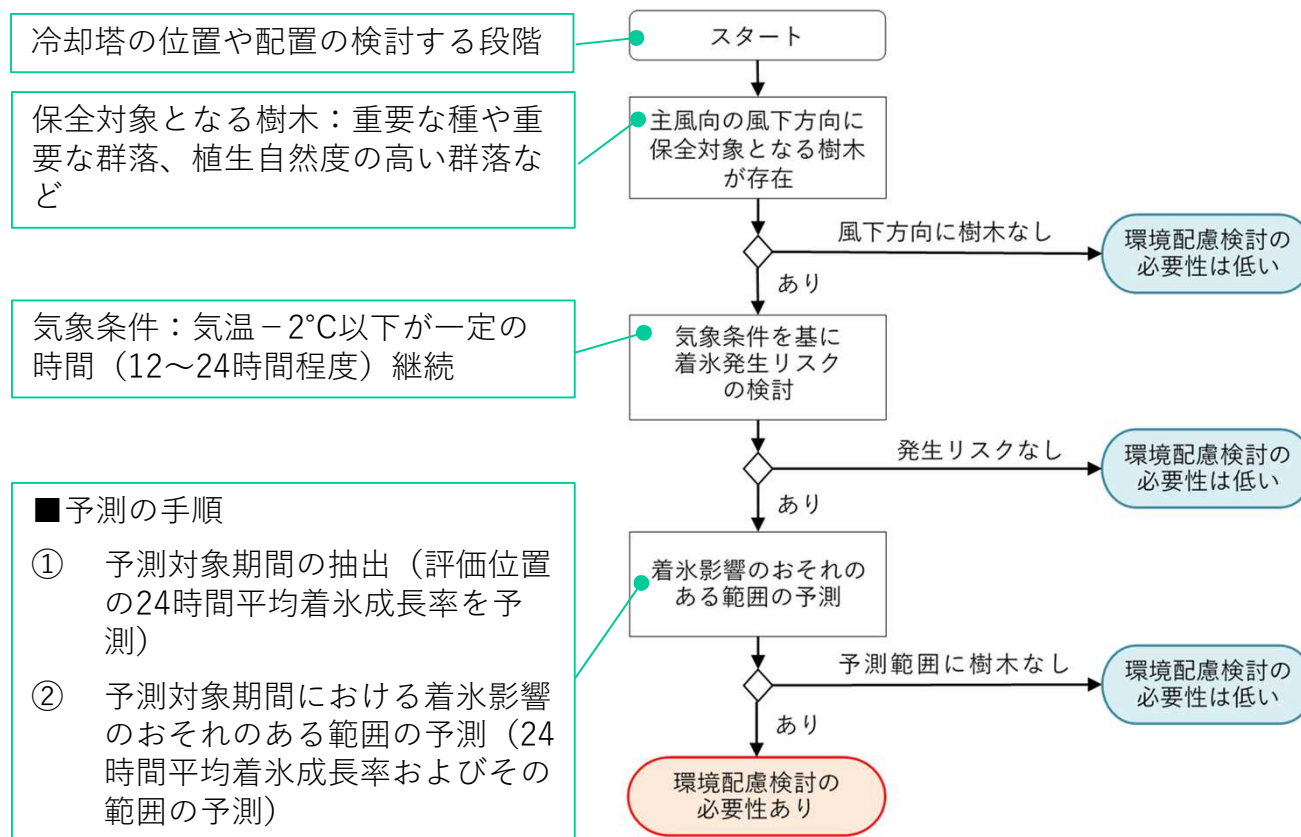 冷却塔の位置や配置の検討する段階
スタート
保全対象となる樹木：重要な種や重
要な群落、植生自然度の高い群落な
ど
主風向の風下方向に
保全対象となる樹木
が存在
風下方向に樹木なし
環境配慮検討の
必要性は低い
あり
気象条件：気温－2℃以下が一定の
時間（12～24時間程度）継続
気象条件を基に
着氷発生リスク
の検討
発生リスクなし
環境配慮検討の
必要性は低い
あり
■予測の手順
① 予測対象期間の抽出（評価位置
の24時間平均着氷成長率を予
測）
② 予測対象期間における着氷影響
のおそれのある範囲の予測（24
時間平均着氷成長率およびその
範囲の予測）
着氷影響のおそれの
ある範囲の予測
予測範囲に樹木なし
環境配慮検討の
必要性は低い
あり
環境配慮検討の
必要性あり